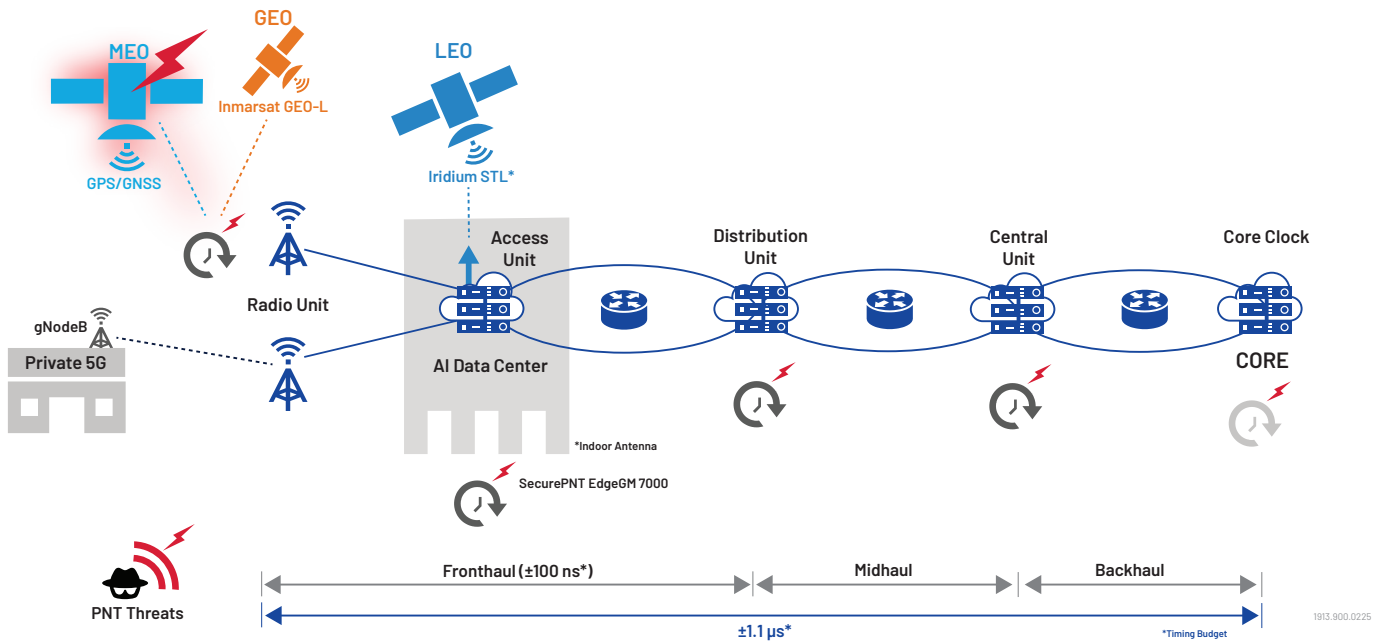 GEO
MEO
LEO
Inmarsat GEO-L
GPS/GNSS
Iridium STL*
Access
Unit
Distribution
Unit
Central
Unit
Core Clock
Radio Unit
gNodeB
Private 5G
AI Data Center
CORE
*Indoor Antenna
SecurePNT EdgeGM 7000
PNT Threats
Fronthaul (±100 ns*)
Midhaul
Backhaul
±1.1 µs*
*Timing Budget
1913.900.0225